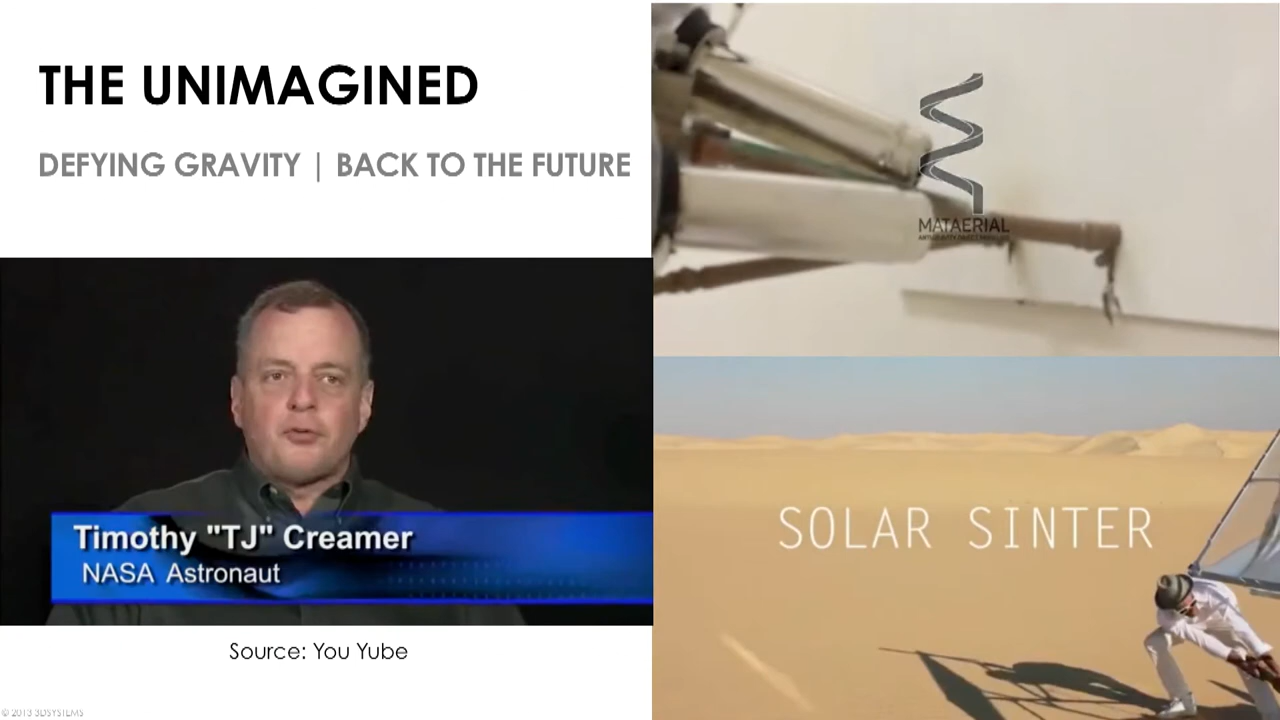 THE UNIMAGINED
DEFYING GRAVITY | BACK TO THE FUTURE
MATAERIAL
SOLAR SINTER
Timothy "TJ" Creamer
NASA Astronaut
Source: You Yube
© 2013 3DSYSTEMS